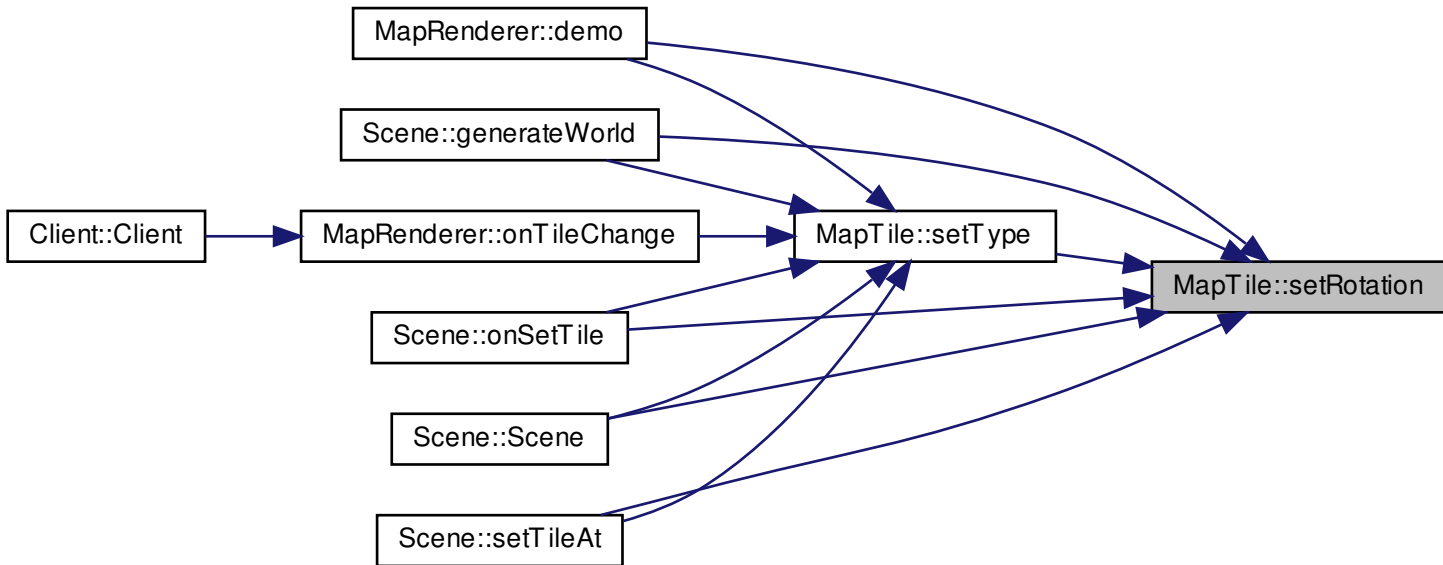 MapRenderer::demo
Scene::generateWorld
Client::Client
MapRenderer::onTileChange
MapTile::setType
MapTile::setRotation
Scene::onSetTile
Scene::Scene
Scene::setTileAt